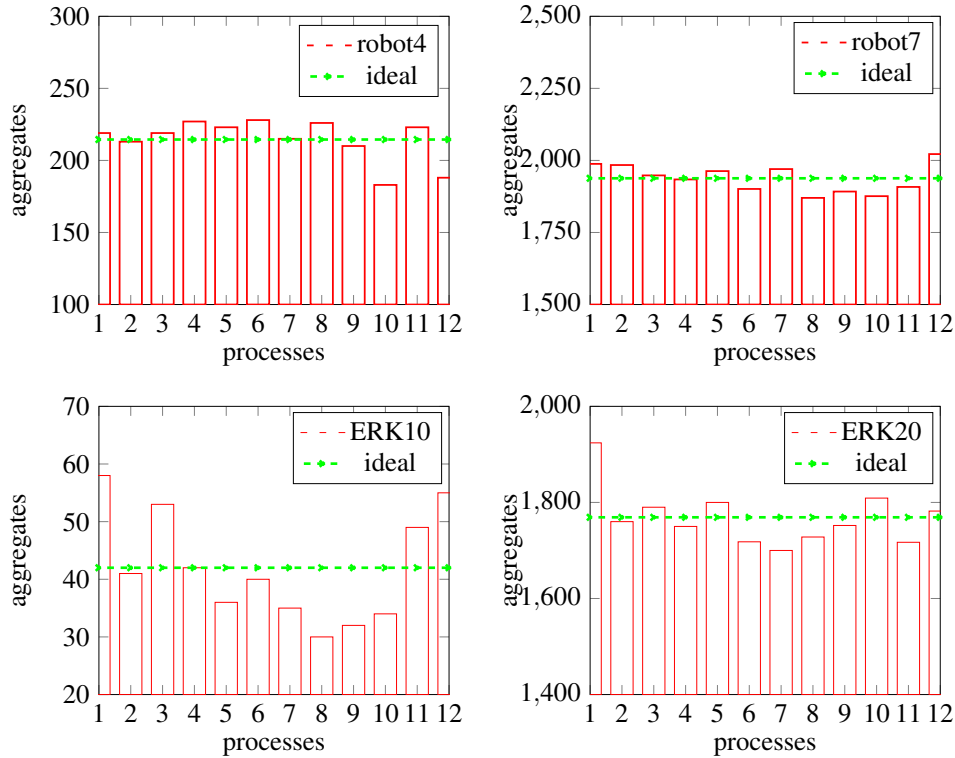 300
250
200
150
100
aggregates
robot4
ideal
1 2 3 4 5 6 7 8 9 10 11 12
processes
2,500
2,250
2,000
1,750
1,500
aggregates
robot7
ideal
1 2 3 4 5 6 7 8 9 10 11 12
processes
70
60
50
40
30
20
aggregates
ERK10
ideal
1 2 3 4 5 6 7 8 9 10 11 12
processes
2,000
1,800
1,600
1,400
aggregates
ERK20
ideal
1 2 3 4 5 6 7 8 9 10 11 12
processes